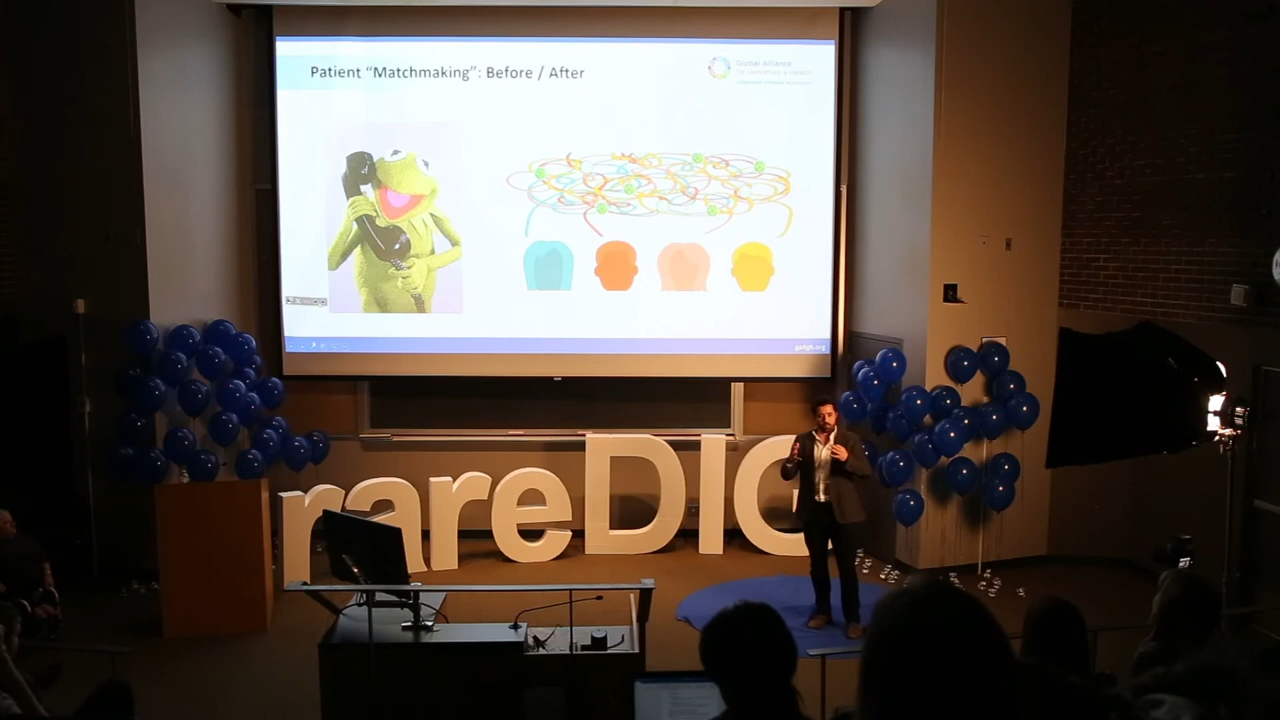 Patient “Matchmaking”: Before / After
Global Alliance
for Genomics & Health
ga4gh.org
rareDIG